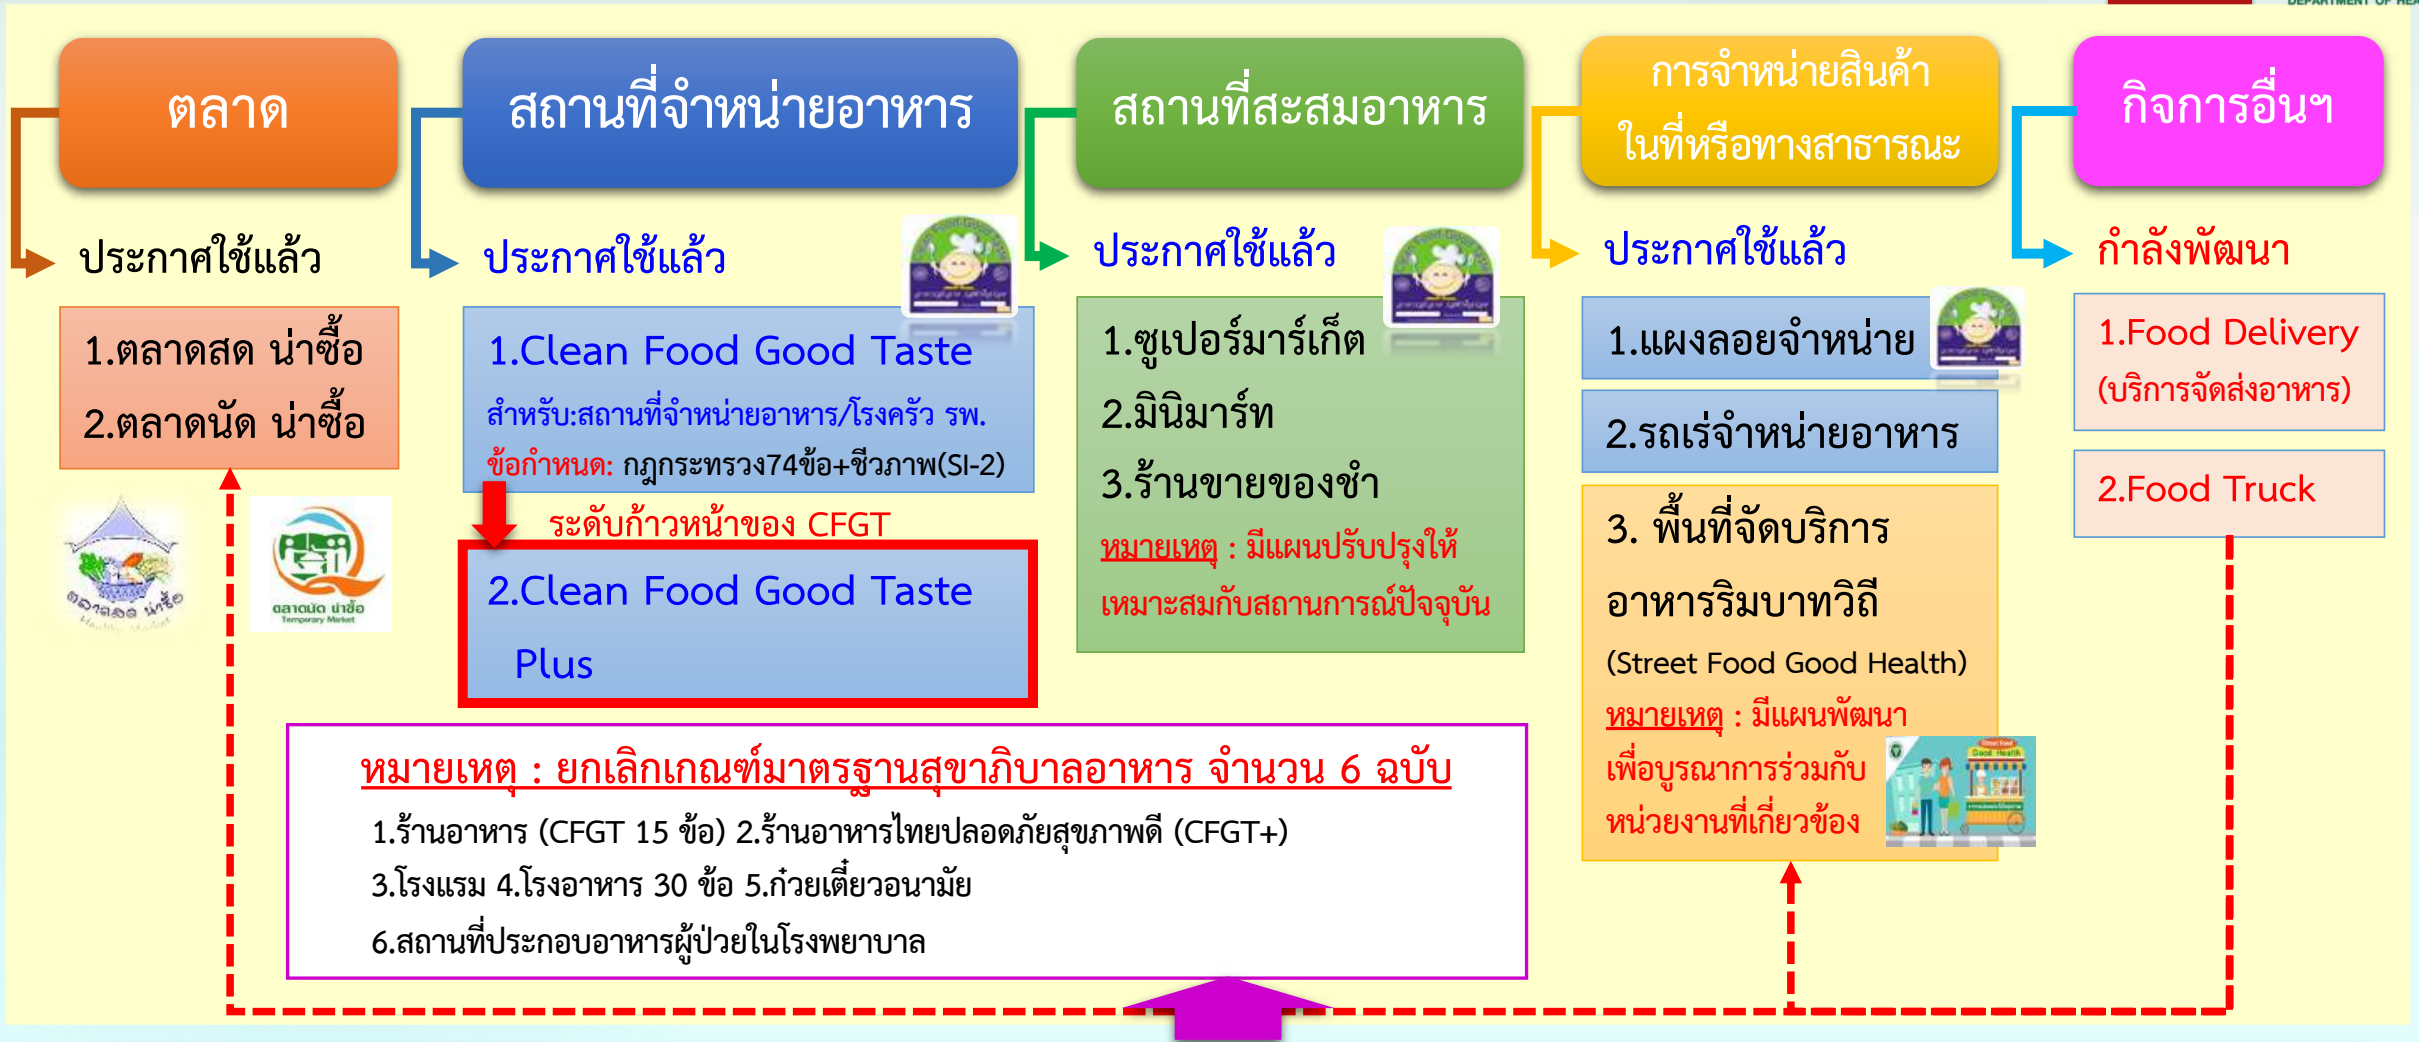 DEPARTMENT OF HEA
ตลาด
สถานที่จำหน่ายอาหาร
สถานที่สะสมอาหาร
การจำหน่ายสินค้า
ในที่หรือทางสาธารณะ
กิจการอื่นๆ
ประกาศใช้แล้ว
1.ตลาดสด น่าซื้อ
2.ตลาดนัด น่าซื้อ
ตลาดสด น่าซื้อ
Healthy Market
ตลาดนัด น่าซื้อ
Temporary Market
ประกาศใช้แล้ว
1.Clean Food Good Taste
สำหรับ:สถานที่จำหน่ายอาหาร/โรงครัว รพ.
ข้อกำหนด: กฎกระทรวง74ข้อ+ชีวภาพ(SI-2)
ระดับก้าวหน้าของ CFGT
2.Clean Food Good Taste
Plus
ประกาศใช้แล้ว
1.ซูเปอร์มาร์เก็ต
2.มินิมาร์ท
3.ร้านขายของชำ
หมายเหตุ : มีแผนปรับปรุงให้
เหมาะสมกับสถานการณ์ปัจจุบัน
ประกาศใช้แล้ว
1.แผงลอยจำหน่าย
2.รถเร่จำหน่ายอาหาร
3. พื้นที่จัดบริการ
อาหารริมบาทวิถี
(Street Food Good Health)
หมายเหตุ : มีแผนพัฒนา
เพื่อบูรณาการร่วมกับ
หน่วยงานที่เกี่ยวข้อง
Street Food
Good Health
กำลังพัฒนา
1.Food Delivery
(บริการจัดส่งอาหาร)
2.Food Truck
หมายเหตุ : ยกเลิกเกณฑ์มาตรฐานสุขาภิบาลอาหาร จำนวน 6 ฉบับ
1.ร้านอาหาร (CFGT 15 ข้อ) 2.ร้านอาหารไทยปลอดภัยสุขภาพดี (CFGT+)
3.โรงแรม 4.โรงอาหาร 30 ข้อ 5.ก๋วยเตี๋ยวอนามัย
6.สถานที่ประกอบอาหารผู้ป่วยในโรงพยาบาล